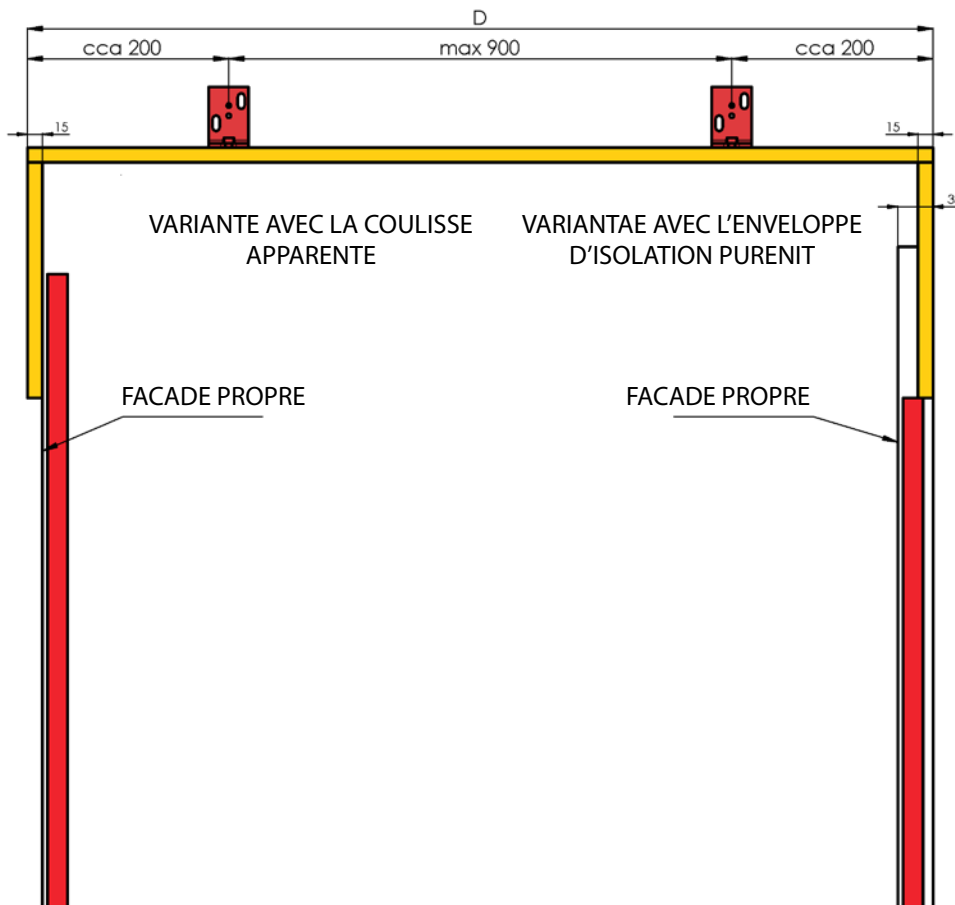 D
cca 200
max 900
cca 200
15
15
3
VARIANTE AVEC LA COULISSE
APPARENTE
VARIANTAE AVEC L'ENVELOPPE
D'ISOLATION PURENIT
FACADE PROPRE
FACADE PROPRE